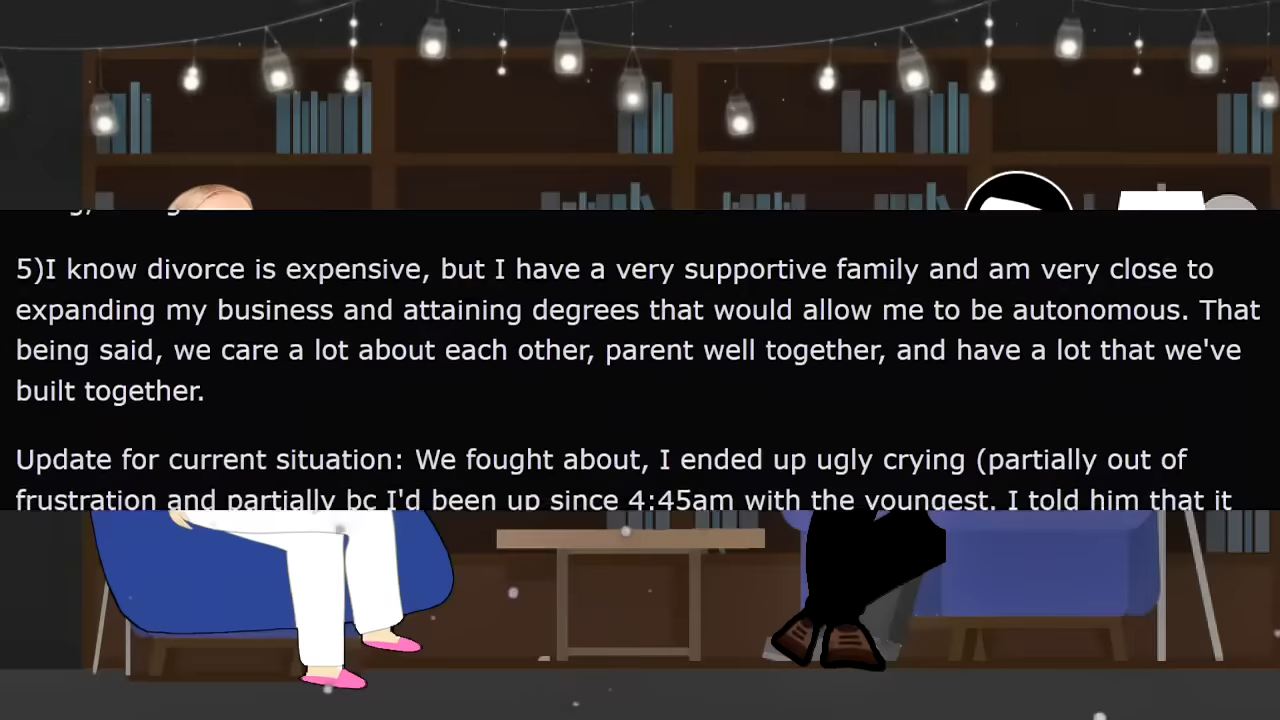 5)I know divorce is expensive, but I have a very supportive family and am very close to
expanding my business and attaining degrees that would allow me to be autonomous. That
being said, we care a lot about each other, parent well together, and have a lot that we've
built together.
Update for current situation: We fought about, I ended up ugly crying (partially out of
frustration and partially bc I'd been up since 4:45am with the youngest. I told him that it